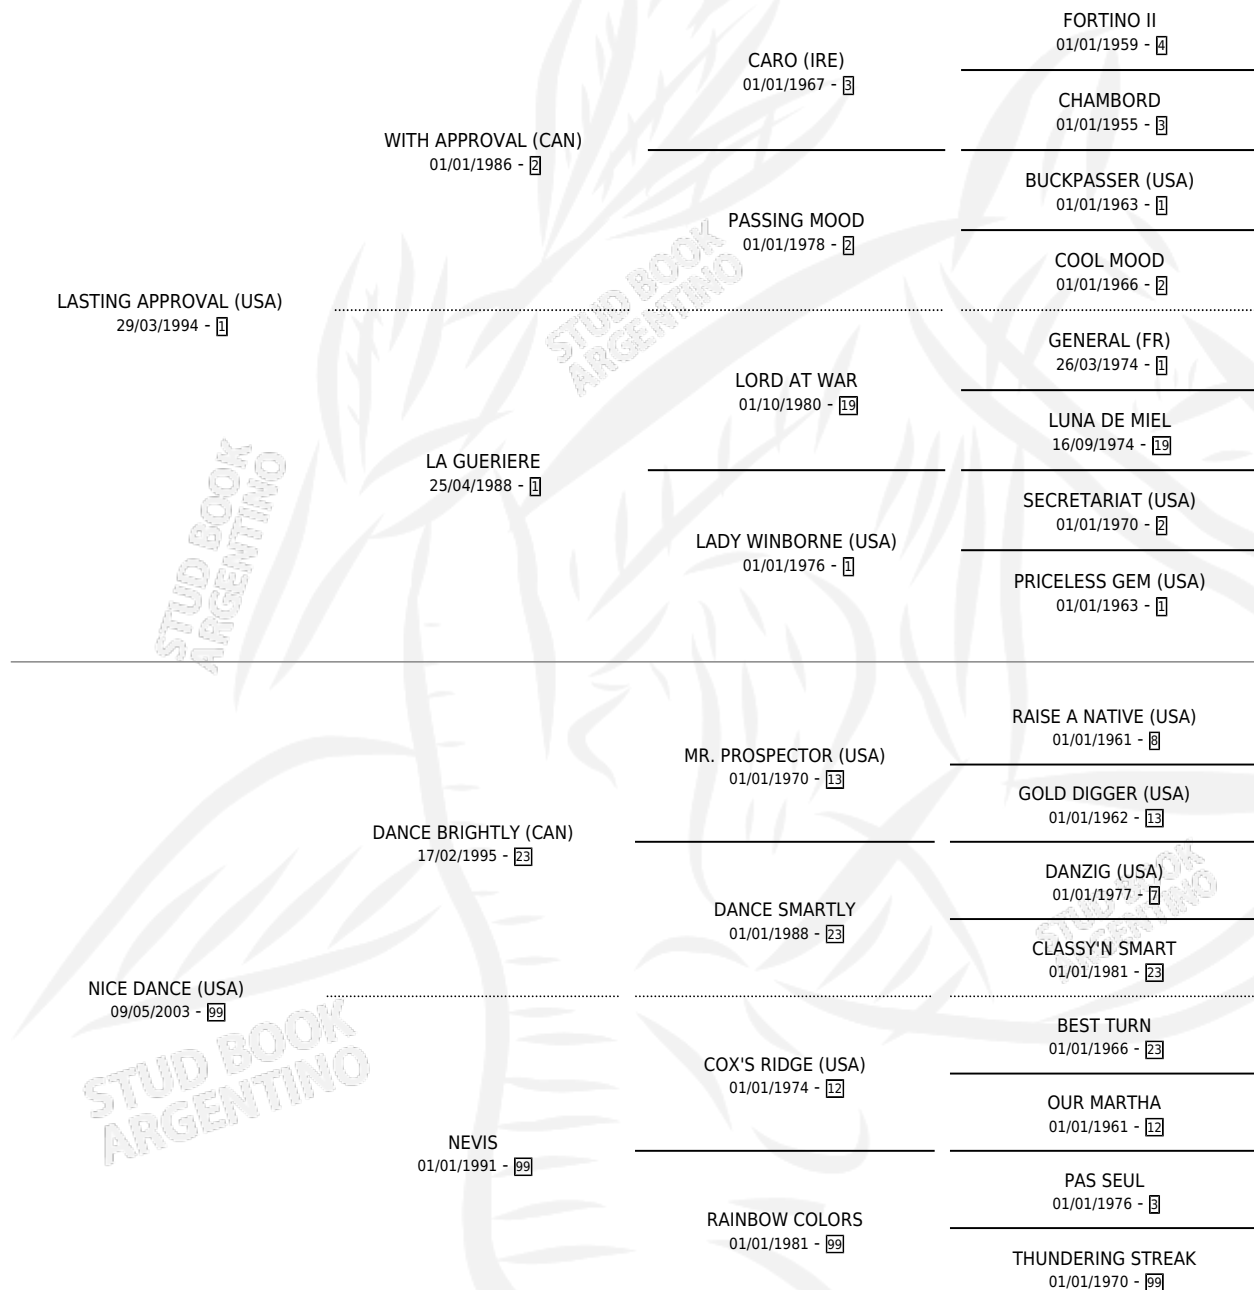 FORTINO II
01/01/1959 - 4
CARO (IRE)
01/01/1967 - 3
CHAMBORD
01/01/1955 - 3
WITH APPROVAL (CAN)
01/01/1986 - 2
BUCKPASSER (USA)
01/01/1963 - 1
PASSING MOOD
01/01/1978 - 2
COOL MOOD
01/01/1966 - 2
LASTING APPROVAL (USA)
29/03/1994 - 1
GENERAL (FR)
26/03/1974 - 1
LORD AT WAR
01/10/1980 - 19
LUNA DE MIEL
16/09/1974 - 19
LA GUERIERE
25/04/1988 - 1
SECRETARIAT (USA)
01/01/1970 - 2
LADY WINBORNE (USA)
01/01/1976 - 1
PRICELESS GEM (USA)
01/01/1963 - 1
RAISE A NATIVE (USA)
01/01/1961 - 8
MR. PROSPECTOR (USA)
01/01/1970 - 13
GOLD DIGGER (USA)
01/01/1962 - 13
DANCE BRIGHTLY (CAN)
17/02/1995 - 23
DANZIG (USA)
01/01/1977 - 7
DANCE SMARTLY
01/01/1988 - 23
CLASSY'N SMART
01/01/1981 - 23
NICE DANCE (USA)
09/05/2003 - 99
BEST TURN
01/01/1966 - 23
COX'S RIDGE (USA)
01/01/1974 - 12
OUR MARTHA
01/01/1961 - 12
NEVIS
01/01/1991 - 99
PAS SEUL
01/01/1976 - 3
RAINBOW COLORS
01/01/1981 - 99
THUNDERING STREAK
01/01/1970 - 99
STUD BOOK
ARGENTINO
STUD BOOK
ARGENTINO
STUD BOOK
ARGENTINO
STUD BOOK
ARGENTINO